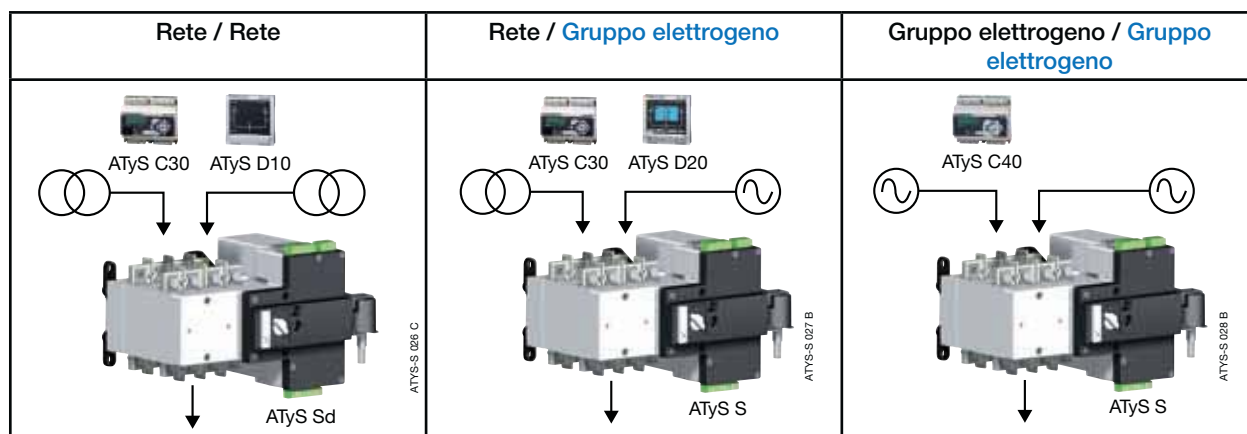 Rete / Rete
Rete / Gruppo elettrogeno
Gruppo elettrogeno / Gruppo
elettrogeno
ATyS C30
ATyS D10
ATyS C30
ATyS D20
ATyS C40
ATYS-S 026 C
ATYS-S 027 B
ATYS-S 028 B
ATyS Sd
ATyS S
ATyS S